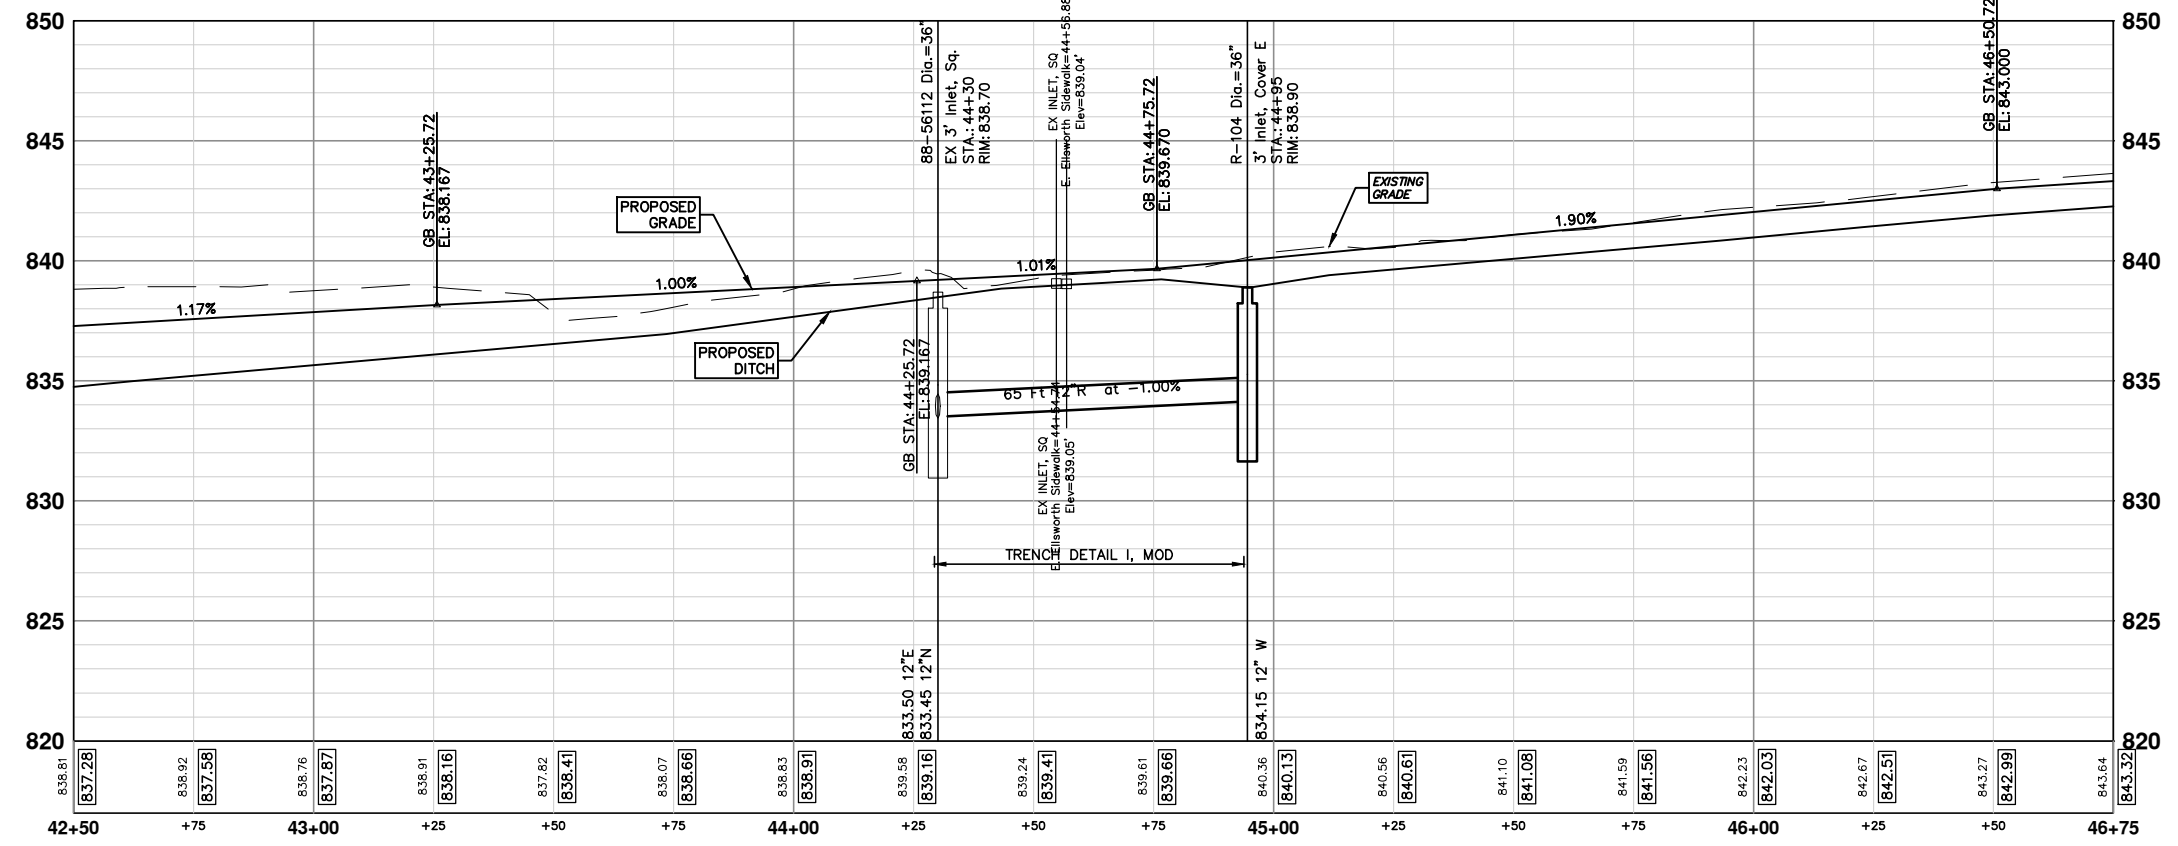 850
845
840
835
830
825
820
850
845
840
835
830
825
820
GB STA: 43+25.72
EL: 838.167
PROPOSED
GRADE
88-56112 Dia.=36"
EX 3' Inlet, Sq.
STA.: 44+30
RIM: 838.70
EX INLET, SQ
E. Ellsworth Sidewalk=44+56.88
Elev=839.04'
GB STA: 44+75.72
EL: 839.670
R-104 Dia.=36"
3' Inlet, Cover E
STA.: 44+95
RIM: 838.90
EXISTING
GRADE
GB STA: 46+50.72
EL: 843.000
1.17%
1.00%
1.01%
1.90%
PROPOSED
DITCH
GB STA: 44+25.72
EL: 839.167
65 Ft 12"R at -1.00%
EX INLET, SQ
E. Ellsworth
Elev=839.05'
TRENCH DETAIL I, MOD
833.50 12"E
833.45 12"N
834.15 12" W
838.81 837.28
838.92 837.58
838.76 837.87
838.91 838.16
837.82 838.41
838.07 838.66
838.83 838.91
839.58 839.16
839.24 839.41
839.61 839.66
840.36 840.13
840.56 840.61
841.10 841.08
841.59 841.56
842.23 842.03
842.67 842.51
843.27 842.99
843.64 843.32
42+50 +75 43+00 +25 +50 +75 44+00 +25 +50 +75 45+00 +25 +50 +75 46+00 +25 +50 46+75